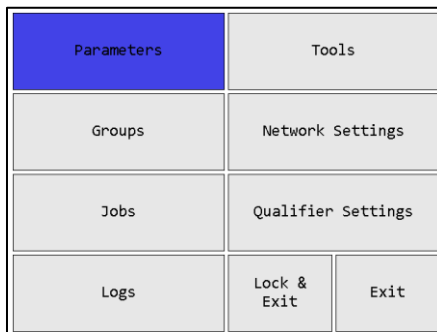 Parameters
Tools
Groups
Network Settings
Jobs
Qualifier Settings
Logs
Lock &
Exit
Exit